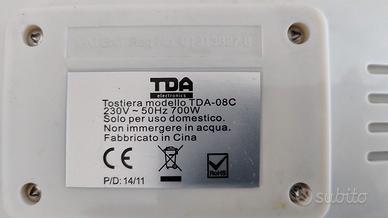 TDA
electronics
Tostiera modello TDA-08C
230V ~ 50Hz 700W
Solo per uso domestico.
Non immergere in acqua.
Fabbricato in Cina
CE
RoHS
P/D: 14/11
subito